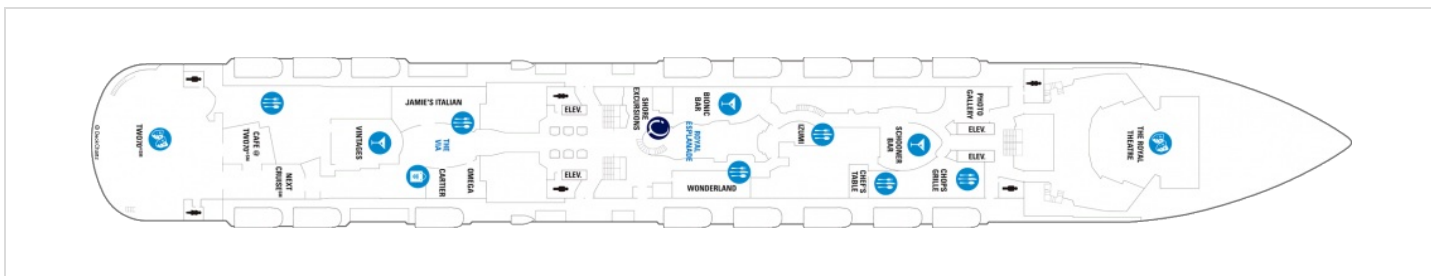 © DeckChairz
TWO70°
CAFE @
TWO70°
NEXT
CRUISE
VINTAGES
JAMIE'S ITALIAN
THE
VIA
CARTIER
OMEGA
ELEV.
ELEV.
SHORE
EXCURSIONS
BIONIC
BAR
ROYAL
ESPLANADE
WONDERLAND
IZUMI
CHEF'S
TABLE
SCHOONER
BAR
CHOPS
GRILLE
PHOTO
GALLERY
ELEV.
ELEV.
THE ROYAL
THEATRE